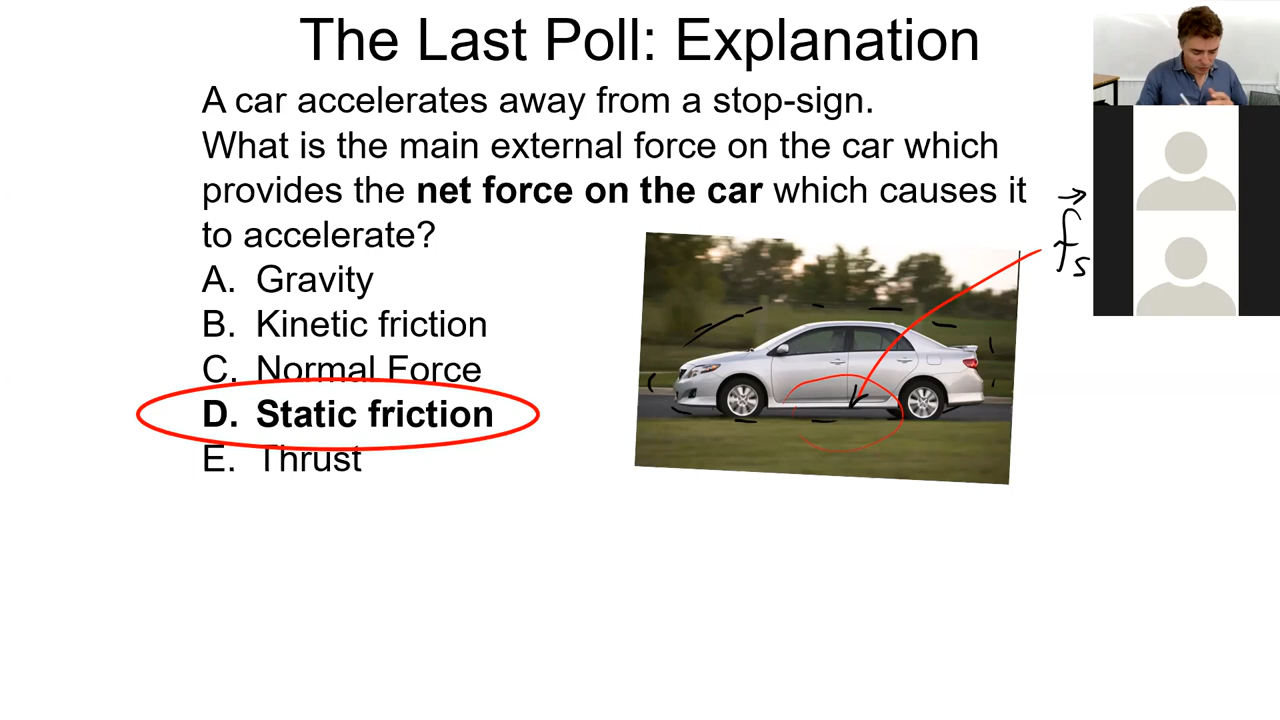 The Last Poll: Explanation
A car accelerates away from a stop-sign.
What is the main external force on the car which
provides the net force on the car which causes it
to accelerate?
A. Gravity
B. Kinetic friction
C. Normal Force
D. Static friction
E. Thrust
fs